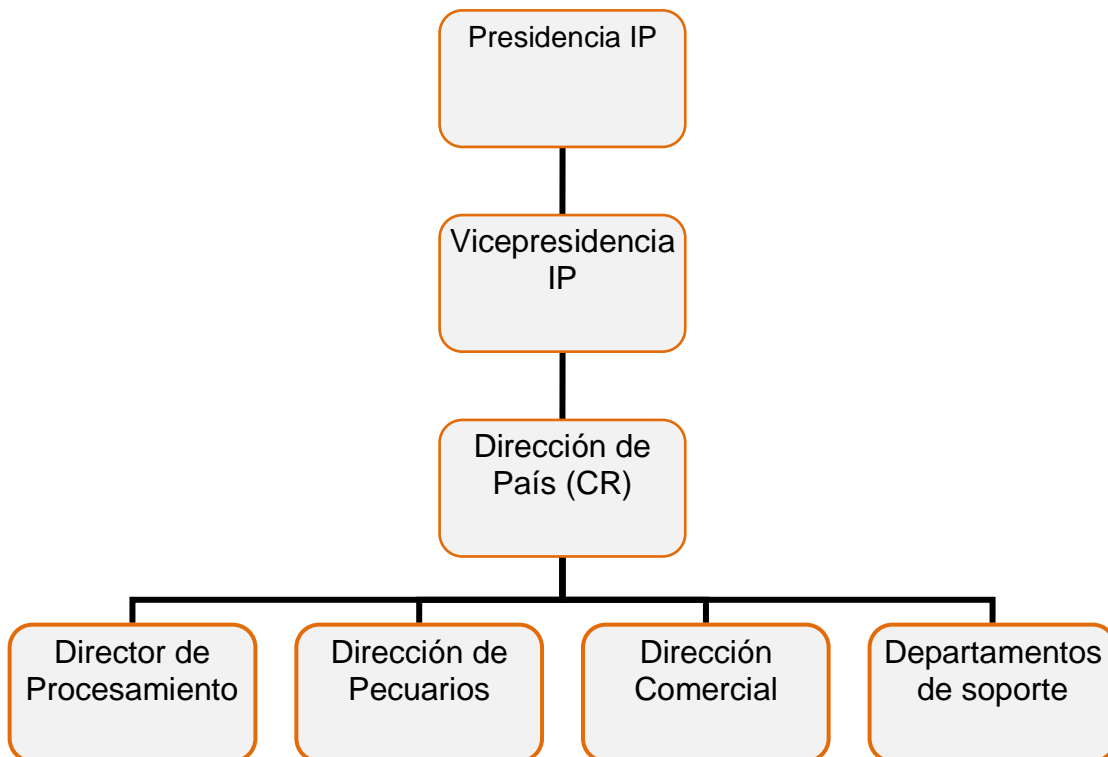 Presidencia IP
Vicepresidencia
IP
Dirección de
País (CR)
Director de
Procesamiento
Dirección de
Pecuarios
Dirección
Comercial
Departamentos
de soporte